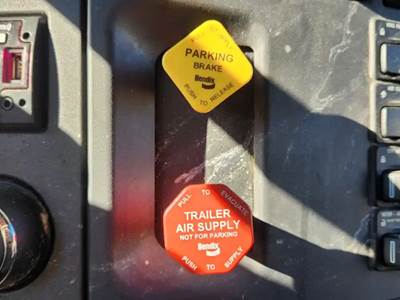 PARKING
BRAKE
Bendix
PUSH TO RELEASE
PULL TO EVACUATE
TRAILER
AIR SUPPLY
NOT FOR PARKING
Bendix
PUSH TO SUPPLY